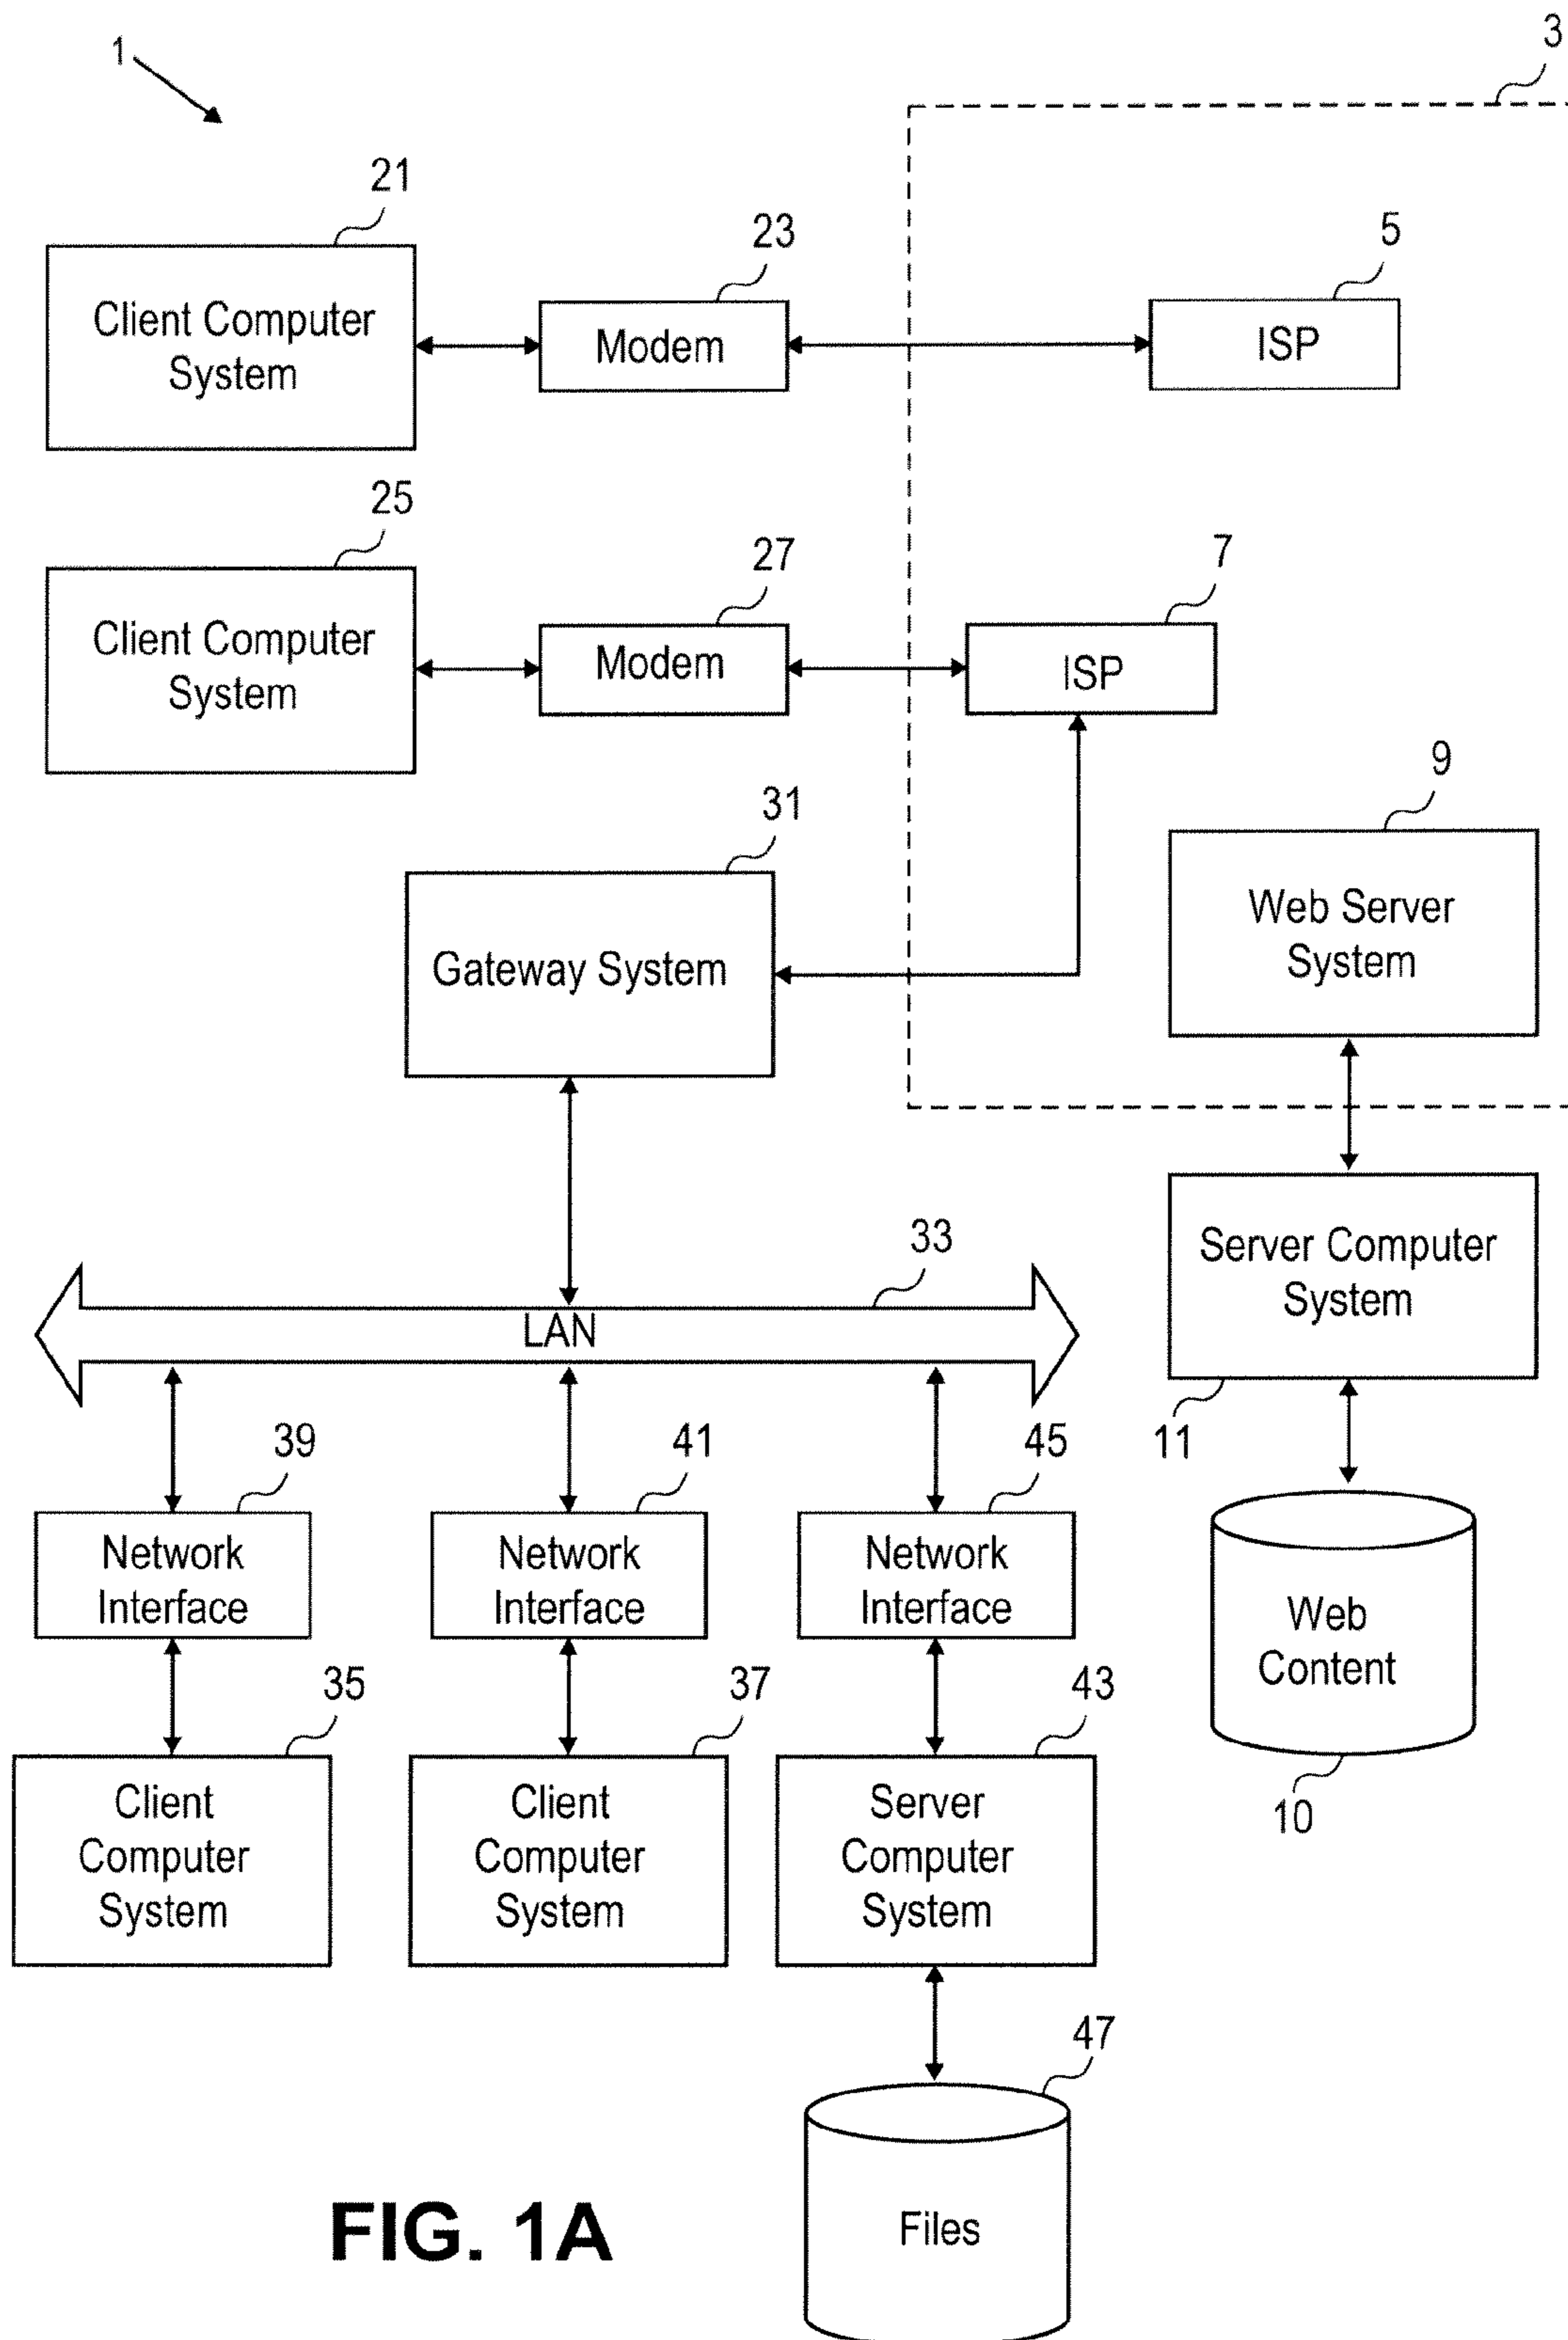 1
3
21
Client Computer
System
23
Modem
5
ISP
25
Client Computer
System
27
Modem
7
ISP
31
Gateway System
9
Web Server
System
Server Computer
System
11
33
LAN
39
Network
Interface
41
Network
Interface
45
Network
Interface
Web
Content
10
35
Client
Computer
System
37
Client
Computer
System
43
Server
Computer
System
47
Files
FIG. 1A